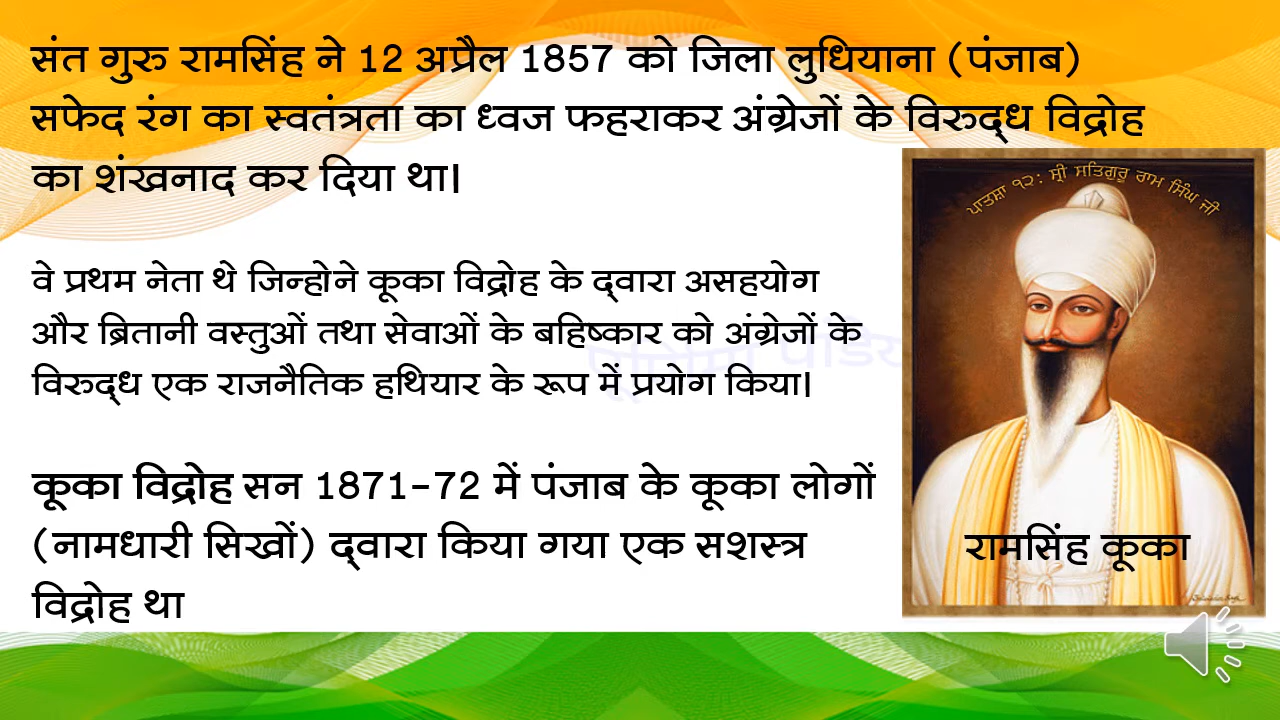 संत गुरु रामसिंह ने 12 अप्रैल 1857 को जिला लुधियाना (पंजाब)
सफेद रंग का स्वतंत्रता का ध्वज फहराकर अंग्रेजों के विरुद्ध विद्रोह
का शंखनाद कर दिया था।
ਪਾਤਸ਼ਾ ੧੨: ਸ੍ਰੀ ਸਤਿਗੁਰੂ ਰਾਮ ਸਿੰਘ ਜੀ
वे प्रथम नेता थे जिन्होने कूका विद्रोह के द्वारा असहयोग
और ब्रितानी वस्तुओं तथा सेवाओं के बहिष्कार को अंग्रेजों के
विरुद्ध एक राजनैतिक हथियार के रूप में प्रयोग किया।
कूका विद्रोह सन 1871-72 में पंजाब के कूका लोगों
(नामधारी सिखों) द्वारा किया गया एक सशस्त्र
विद्रोह था
रामसिंह कूका